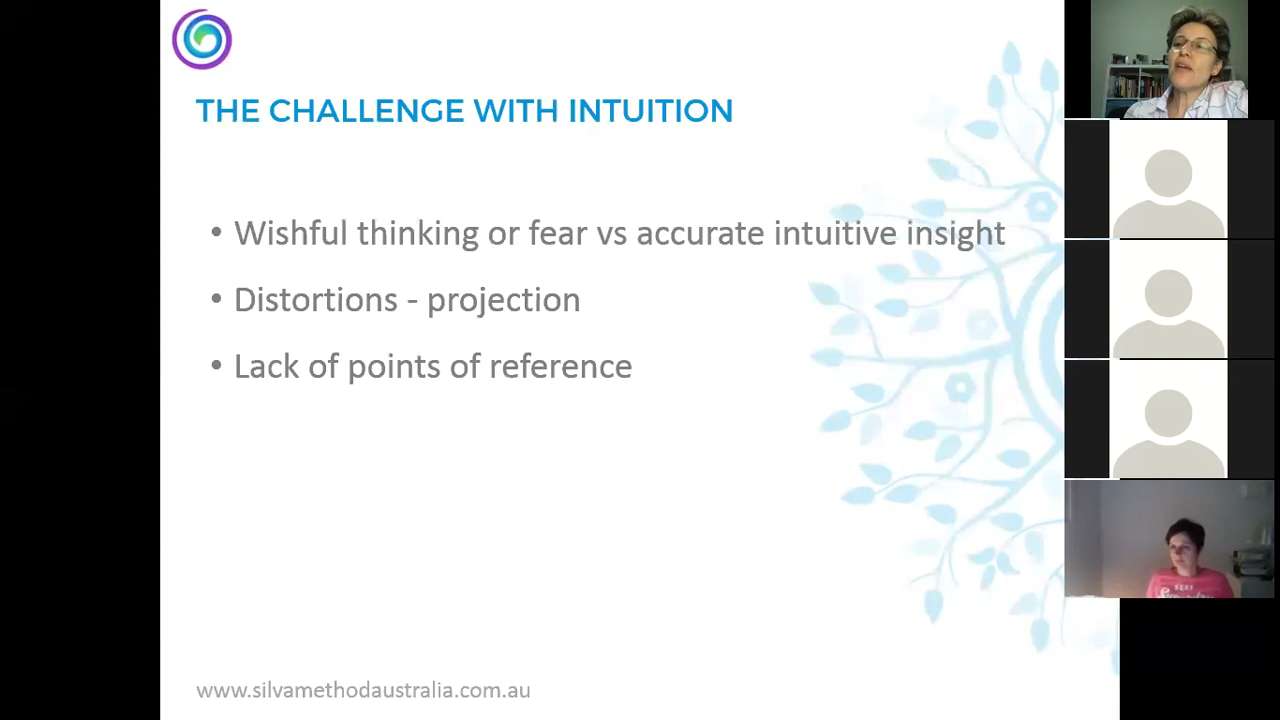 THE CHALLENGE WITH INTUITION
• Wishful thinking or fear vs accurate intuitive insight
• Distortions - projection
• Lack of points of reference
www.silvamethodaustralia.com.au